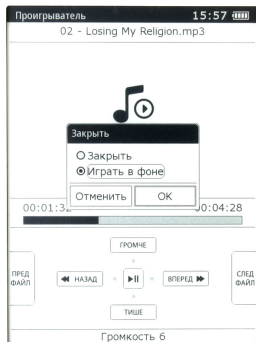 Проигрыватель 15:57
02 - Losing My Religion.mp3
Закрыть
Закрыть
Играть в фоне
Отменить OK
00:01:32 00:04:28
ГРОМЧЕ
ПРЕД ФАЙЛ
НАЗАД
ВПЕРЕД
СЛЕД ФАЙЛ
ТИШЕ
Громкость 6